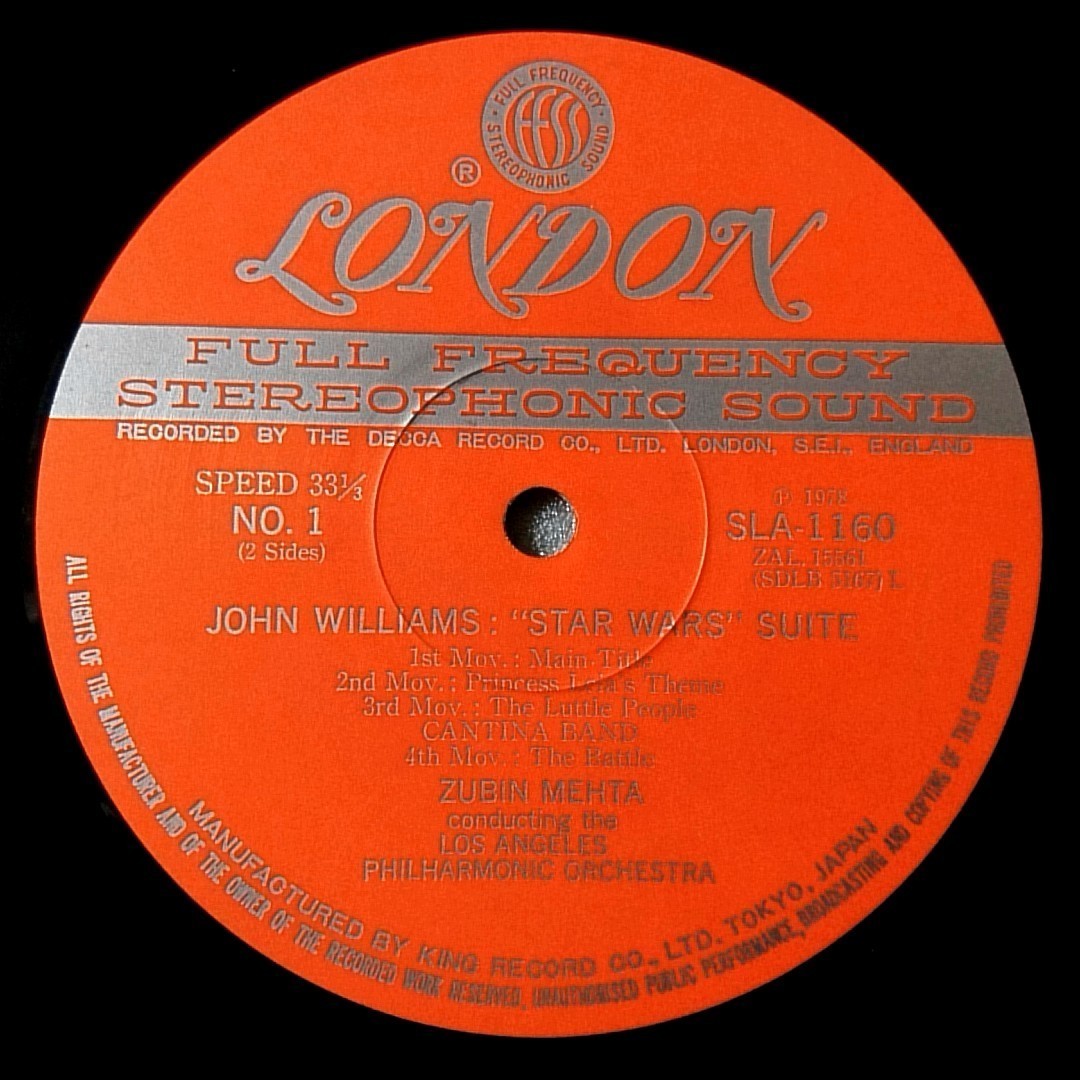 FULL FREQUENCY
STEREOPHONIC SOUND
FFSS
®
LONDON
FULL FREQUENCY
STEREOPHONIC SOUND
RECORDED BY THE DECCA RECORD CO., LTD. LONDON, S.E.I., ENGLAND
SPEED 33⅓
NO. 1
(2 Sides)
℗ 1978
SLA-1160
ZAL. 15561
(SDLB 5167) L
JOHN WILLIAMS : "STAR WARS" SUITE
1st Mov. : Main Title
2nd Mov. : Princess Leia's Theme
3rd Mov. : The Luttle People
CANTINA BAND
4th Mov. : The Battle
ZUBIN MEHTA
conducting the
LOS ANGELES
PHILHARMONIC ORCHESTRA
MANUFACTURED BY KING RECORD CO., LTD. TOKYO, JAPAN
ALL RIGHTS OF THE MANUFACTURER AND OF THE OWNER OF THE RECORDED WORK RESERVED. UNAUTHORISED PUBLIC PERFORMANCE, BROADCASTING AND COPYING OF THIS RECORD PROHIBITED